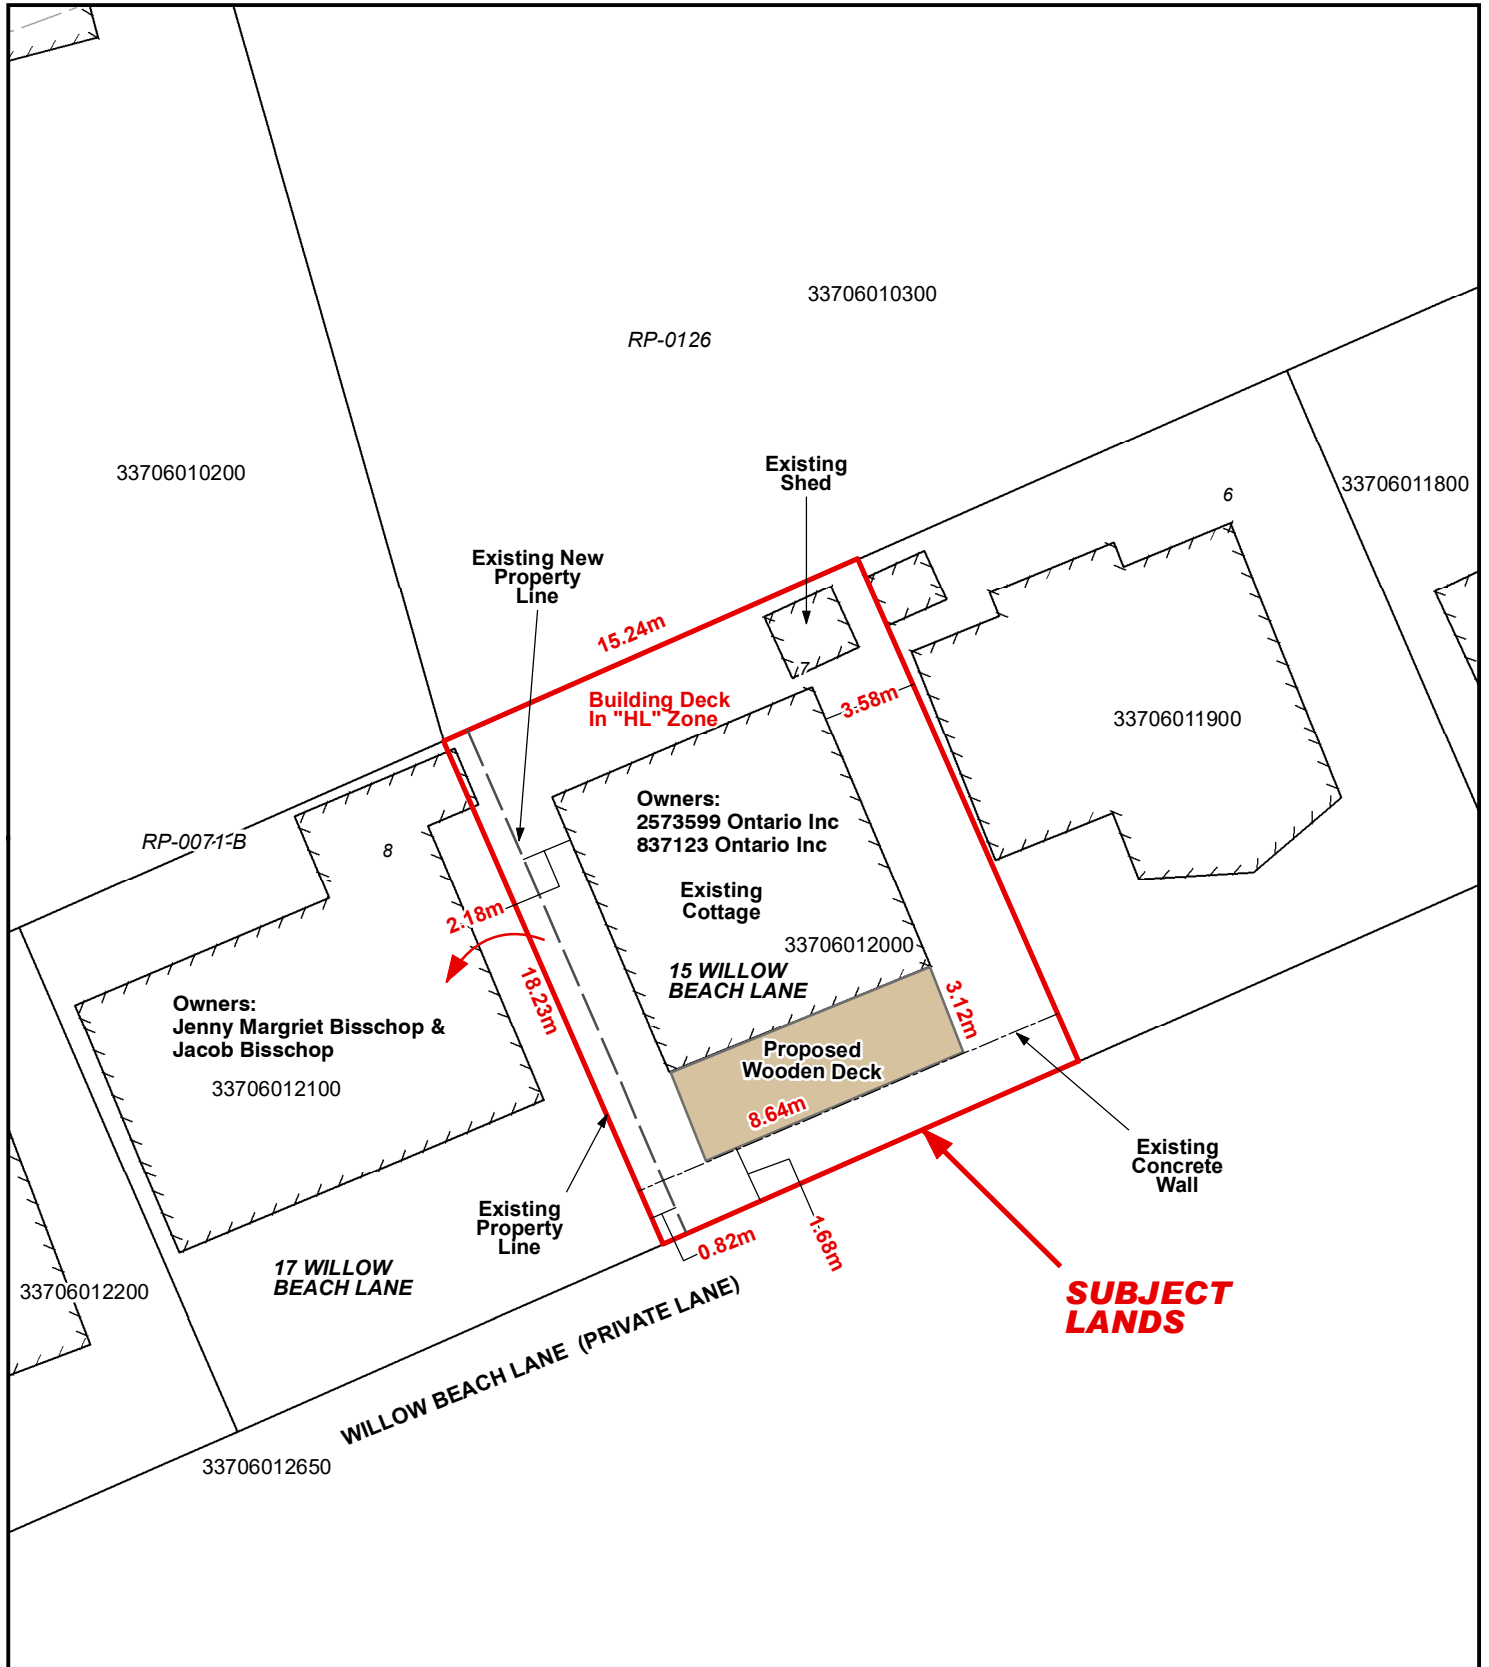 33706010300
RP-0126
33706010200
Existing
Shed
33706011800
6
Existing New
Property
Line
15.24m
7
Building Deck
In "HL" Zone
3.58m
33706011900
Owners:
2573599 Ontario Inc
837123 Ontario Inc
RP-0071-B
8
Existing
Cottage
2.18m
33706012000
15 WILLOW
BEACH LANE
18.23m
3.12m
Owners:
Jenny Margriet Bisschop &
Jacob Bisschop
33706012100
Proposed
Wooden Deck
8.64m
Existing
Concrete
Wall
Existing
Property
Line
0.82m
1.68m
17 WILLOW
BEACH LANE
33706012200
SUBJECT
LANDS
WILLOW BEACH LANE (PRIVATE LANE)
33706012650